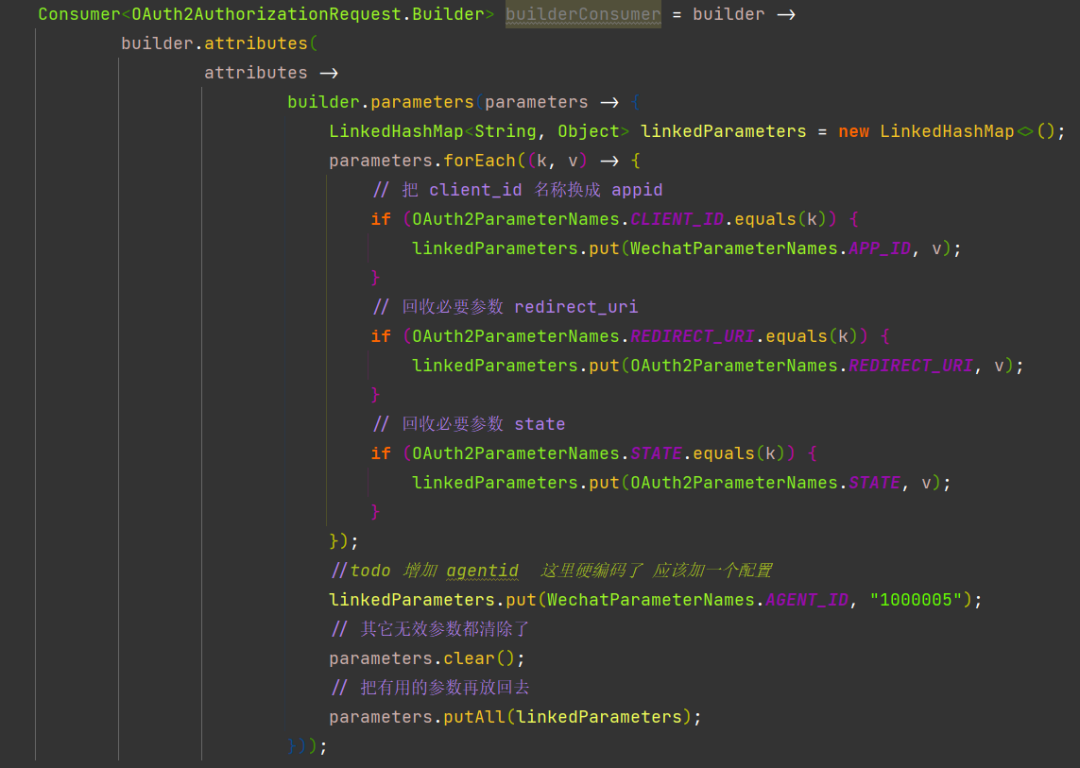 Consumer<OAuth2AuthorizationRequest.Builder> builderConsumer = builder ->
builder.attributes(
attributes ->
builder.parameters(parameters -> {
LinkedHashMap<String, Object> linkedParameters = new LinkedHashMap<>();
parameters.forEach((k, v) -> {
// 把 client_id 名称换成 appid
if (OAuth2ParameterNames.CLIENT_ID.equals(k)) {
linkedParameters.put(WechatParameterNames.APP_ID, v);
}
// 回收必要参数 redirect_uri
if (OAuth2ParameterNames.REDIRECT_URI.equals(k)) {
linkedParameters.put(OAuth2ParameterNames.REDIRECT_URI, v);
}
// 回收必要参数 state
if (OAuth2ParameterNames.STATE.equals(k)) {
linkedParameters.put(OAuth2ParameterNames.STATE, v);
}
});
//todo 增加 agentid  这里硬编码了 应该加一个配置
linkedParameters.put(WechatParameterNames.AGENT_ID, "1000005");
// 其它无效参数都清除了
parameters.clear();
// 把有用的参数再放回去
parameters.putAll(linkedParameters);
}));